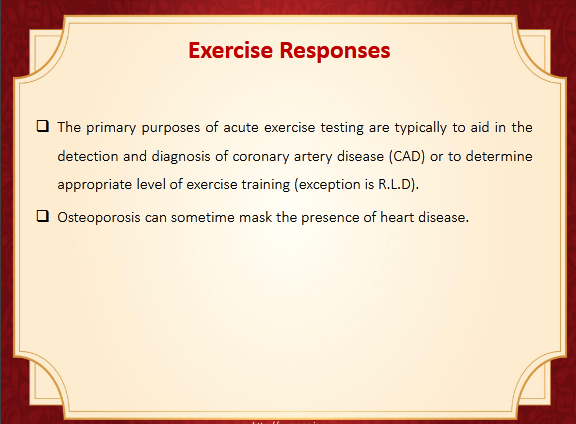 Exercise Responses
❑ The primary purposes of acute exercise testing are typically to aid in the
detection and diagnosis of coronary artery disease (CAD) or to determine
appropriate level of exercise training (exception is R.L.D).
❑ Osteoporosis can sometime mask the presence of heart disease.